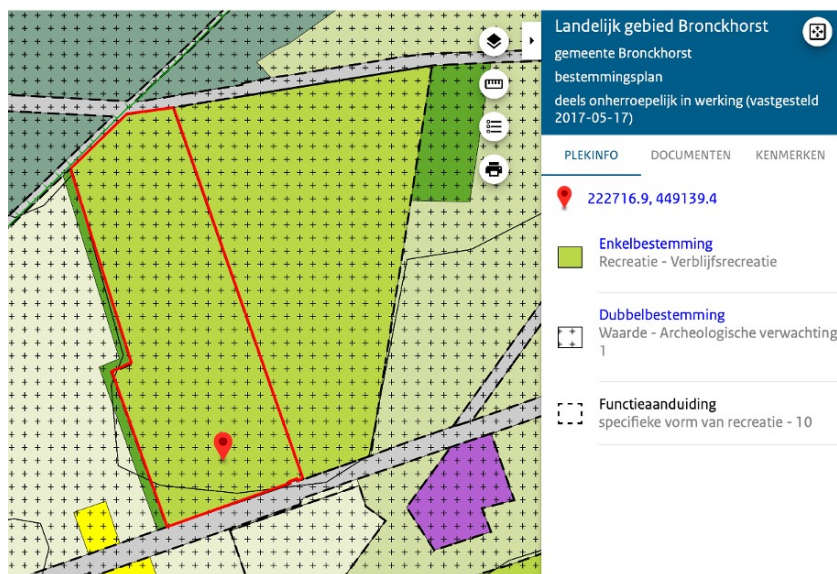 Landelijk gebied Bronckhorst
gemeente Bronckhorst
bestemmingsplan
deels onherroepelijk in werking (vastgesteld
2017-05-17)
PLEKINFO DOCUMENTEN KENMERKEN
222716.9, 449139.4
Enkelbestemming
Recreatie - Verblijfsrecreatie
Dubbelbestemming
Waarde - Archeologische verwachting
1
Functieaanduiding
specifieke vorm van recreatie - 10